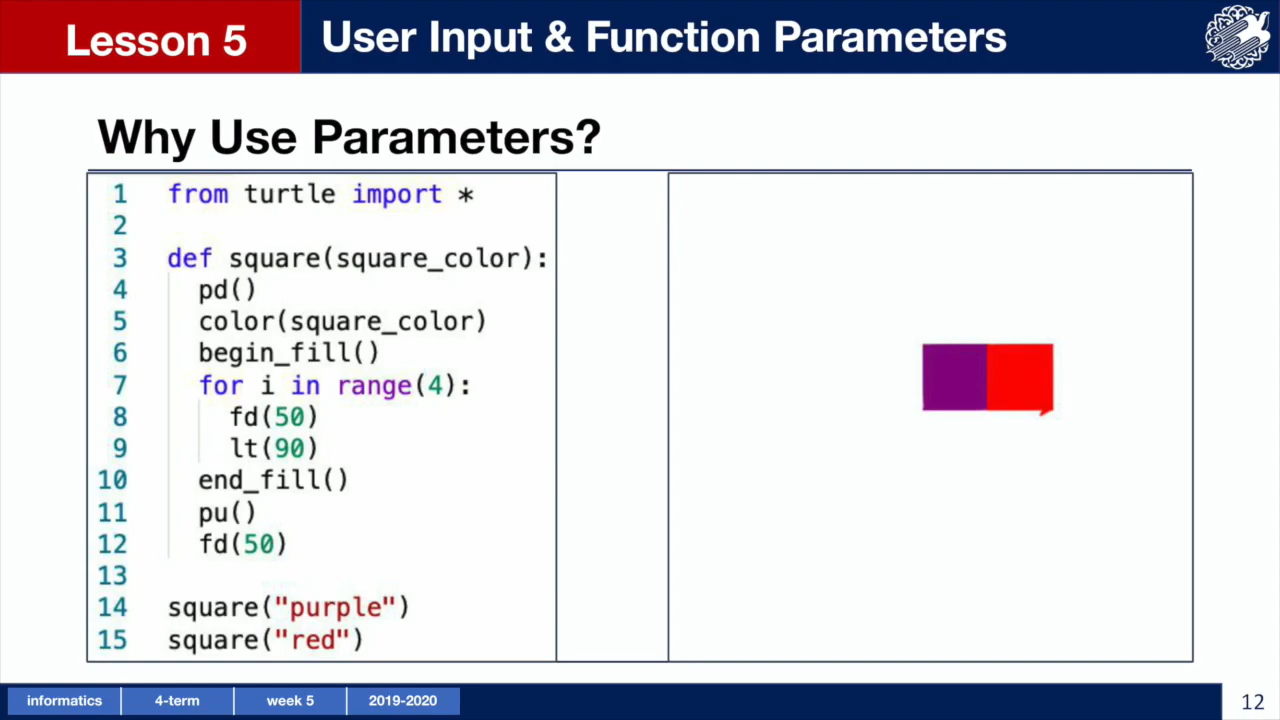 Lesson 5
User Input & Function Parameters
Why Use Parameters?
1 from turtle import *
2
3 def square(square_color):
4 pd()
5 color(square_color)
6 begin_fill()
7 for i in range(4):
8 fd(50)
9 lt(90)
10 end_fill()
11 pu()
12 fd(50)
13
14 square("purple")
15 square("red")
informatics 4-term week 5 2019-2020
12